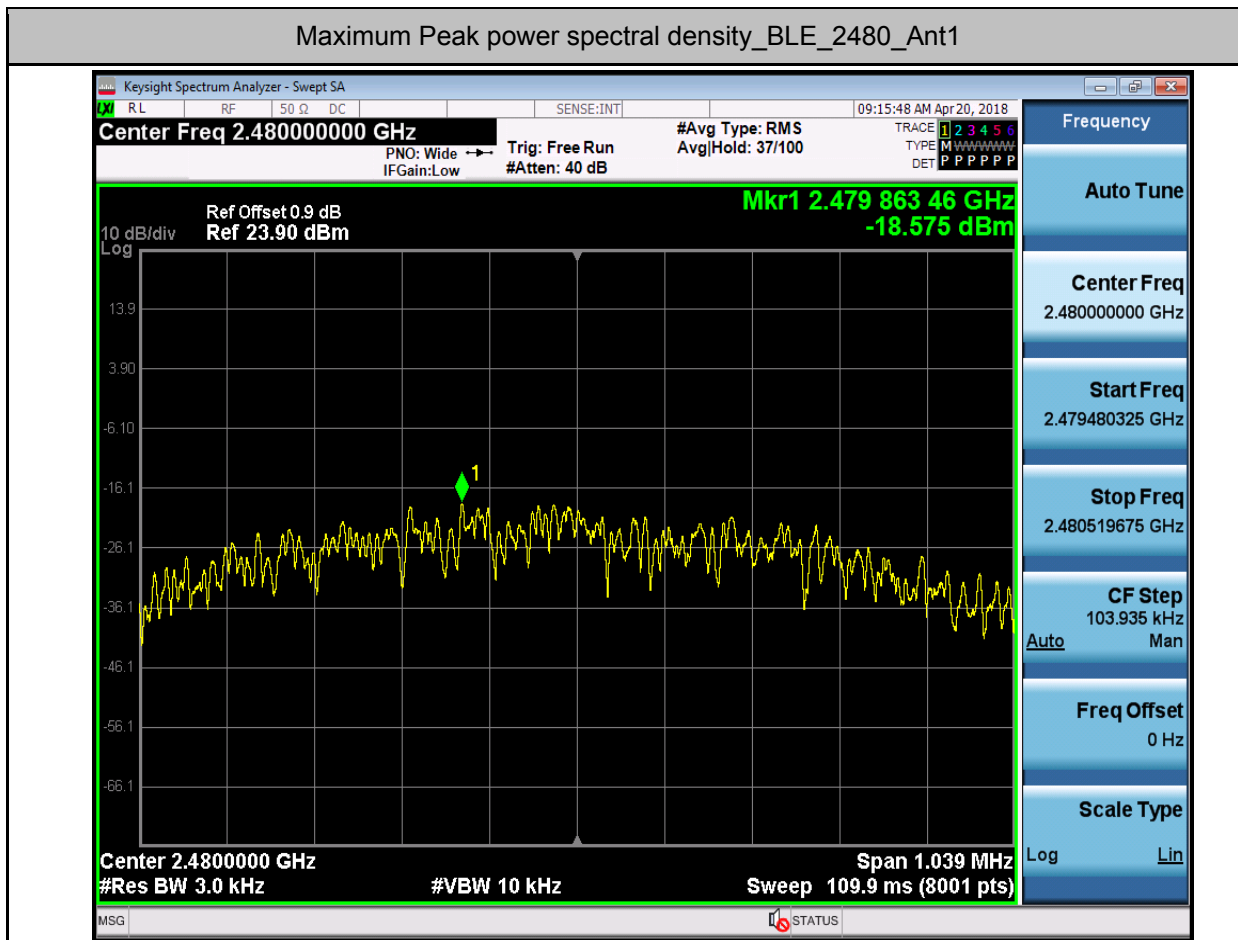 Maximum Peak power spectral density_BLE_2480_Ant1
Keysight Spectrum Analyzer - Swept SA
LXI RL RF 50 Ω DC SENSE:INT 09:15:48 AM Apr 20, 2018
Center Freq 2.480000000 GHz
PNO: Wide
IFGain:Low
Trig: Free Run
#Atten: 40 dB
#Avg Type: RMS
Avg|Hold: 37/100
TRACE 1 2 3 4 5 6
TYPE M WWWWW
DET P P P P P P
Mkr1 2.479 863 46 GHz
-18.575 dBm
Ref Offset 0.9 dB
10 dB/div Ref 23.90 dBm
Log
13.9
3.90
-6.10
-16.1
-26.1
-36.1
-46.1
-56.1
-66.1
1
Center 2.4800000 GHz Span 1.039 MHz
#Res BW 3.0 kHz #VBW 10 kHz Sweep 109.9 ms (8001 pts)
MSG STATUS
Frequency
Auto Tune
Center Freq
2.480000000 GHz
Start Freq
2.479480325 GHz
Stop Freq
2.480519675 GHz
CF Step
103.935 kHz
Auto Man
Freq Offset
0 Hz
Scale Type
Log Lin